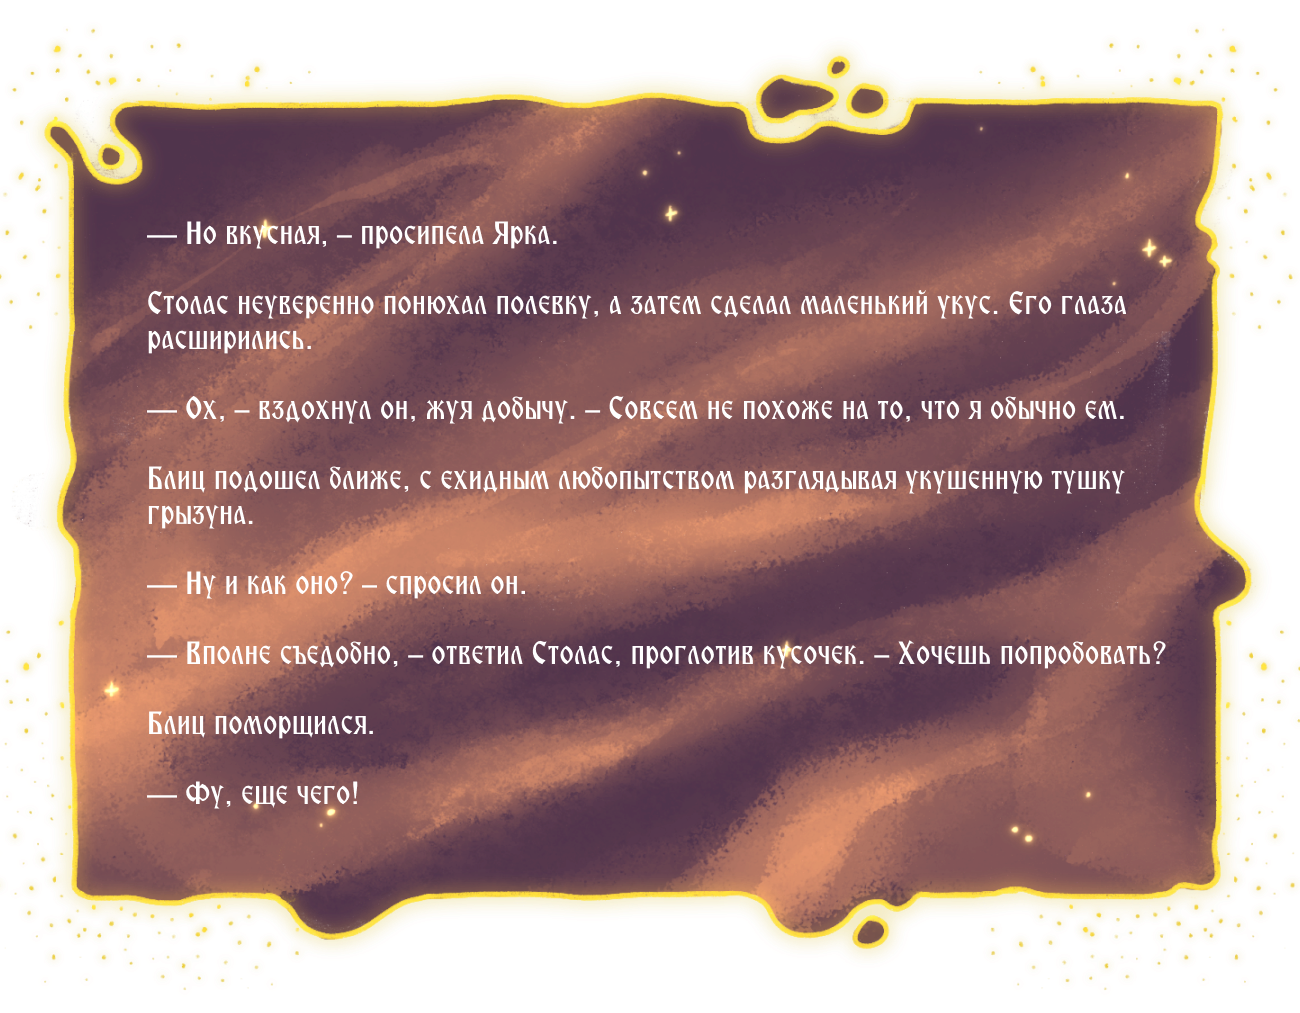 — Но вкусная, – просипела Ярка.
Столас неуверенно понюхал полевку, а затем сделал маленький укус. Его глаза
расширились.
— Ох, – вздохнул он, жуя добычу. – Совсем не похоже на то, что я обычно ем.
Блиц подошел ближе, с ехидным любопытством разглядывая укушенную тушку
грызуна.
— Ну и как оно? – спросил он.
— Вполне съедобно, – ответил Столас, проглотив кусочек. – Хочешь попробовать?
Блиц поморщился.
— Фу, еще чего!